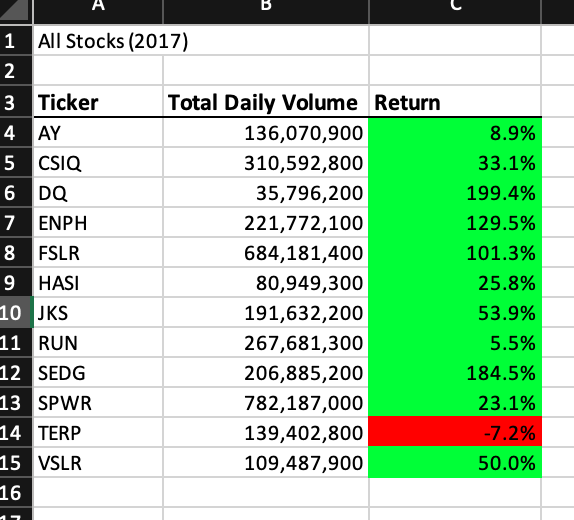 A B C
1 All Stocks (2017)
2
3 Ticker Total Daily Volume Return
4 AY 136,070,900 8.9%
5 CSIQ 310,592,800 33.1%
6 DQ 35,796,200 199.4%
7 ENPH 221,772,100 129.5%
8 FSLR 684,181,400 101.3%
9 HASI 80,949,300 25.8%
10 JKS 191,632,200 53.9%
11 RUN 267,681,300 5.5%
12 SEDG 206,885,200 184.5%
13 SPWR 782,187,000 23.1%
14 TERP 139,402,800 -7.2%
15 VSLR 109,487,900 50.0%
16
17